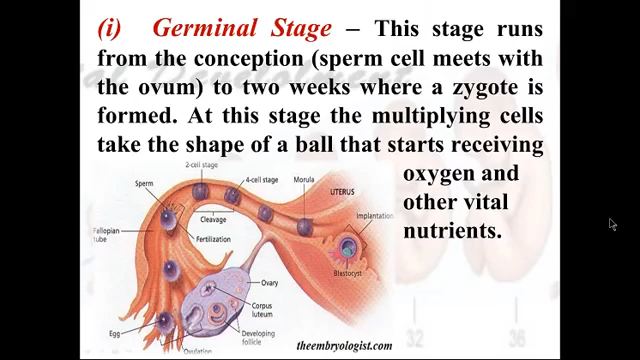 (i) Germinal Stage – This stage runs
from the conception (sperm cell meets with
the ovum) to two weeks where a zygote is
formed. At this stage the multiplying cells
take the shape of a ball that starts receiving
oxygen and
other vital
nutrients.
2-cell stage
4-cell stage
Morula
Sperm
UTERUS
Cleavage
Implantation
Fallopian
tube
Fertilization
Blastocyst
Ovary
Corpus
luteum
Egg
Developing
follicle
Ovulation
theembryologist.com
32
36